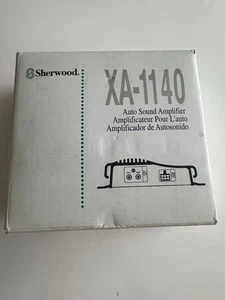 Sherwood.
XA-1140
Auto Sound Amplifier
Amplificateur Pour L'auto
Amplificador de Autosonido